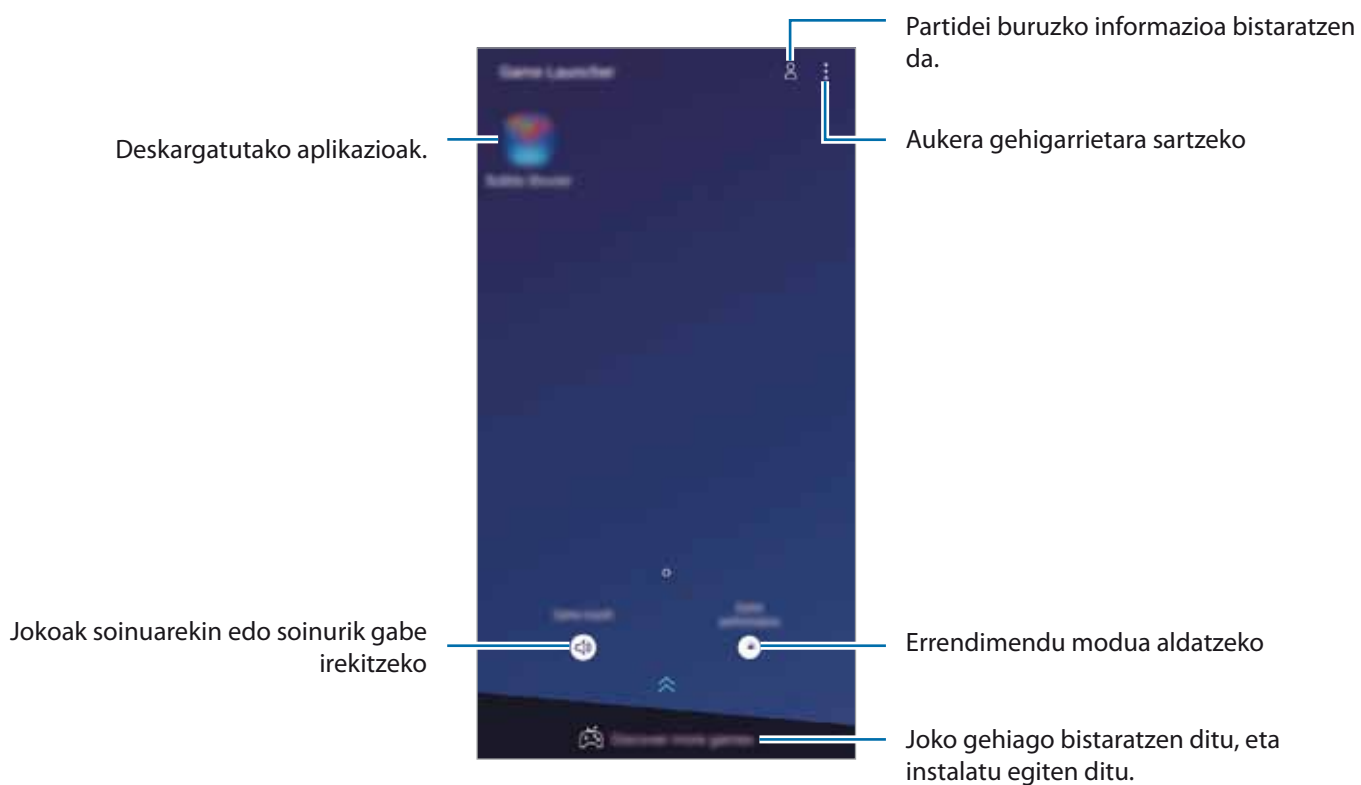 Partidei buruzko informazioa bistaratzen
da.
Game Launcher
Deskargatutako aplikazioak.
Aukera gehigarrietara sartzeko
Jokoak soinuarekin edo soinurik gabe
irekitzeko
Errendimendu modua aldatzeko
Discover more games
Joko gehiago bistaratzen ditu, eta
instalatu egiten ditu.